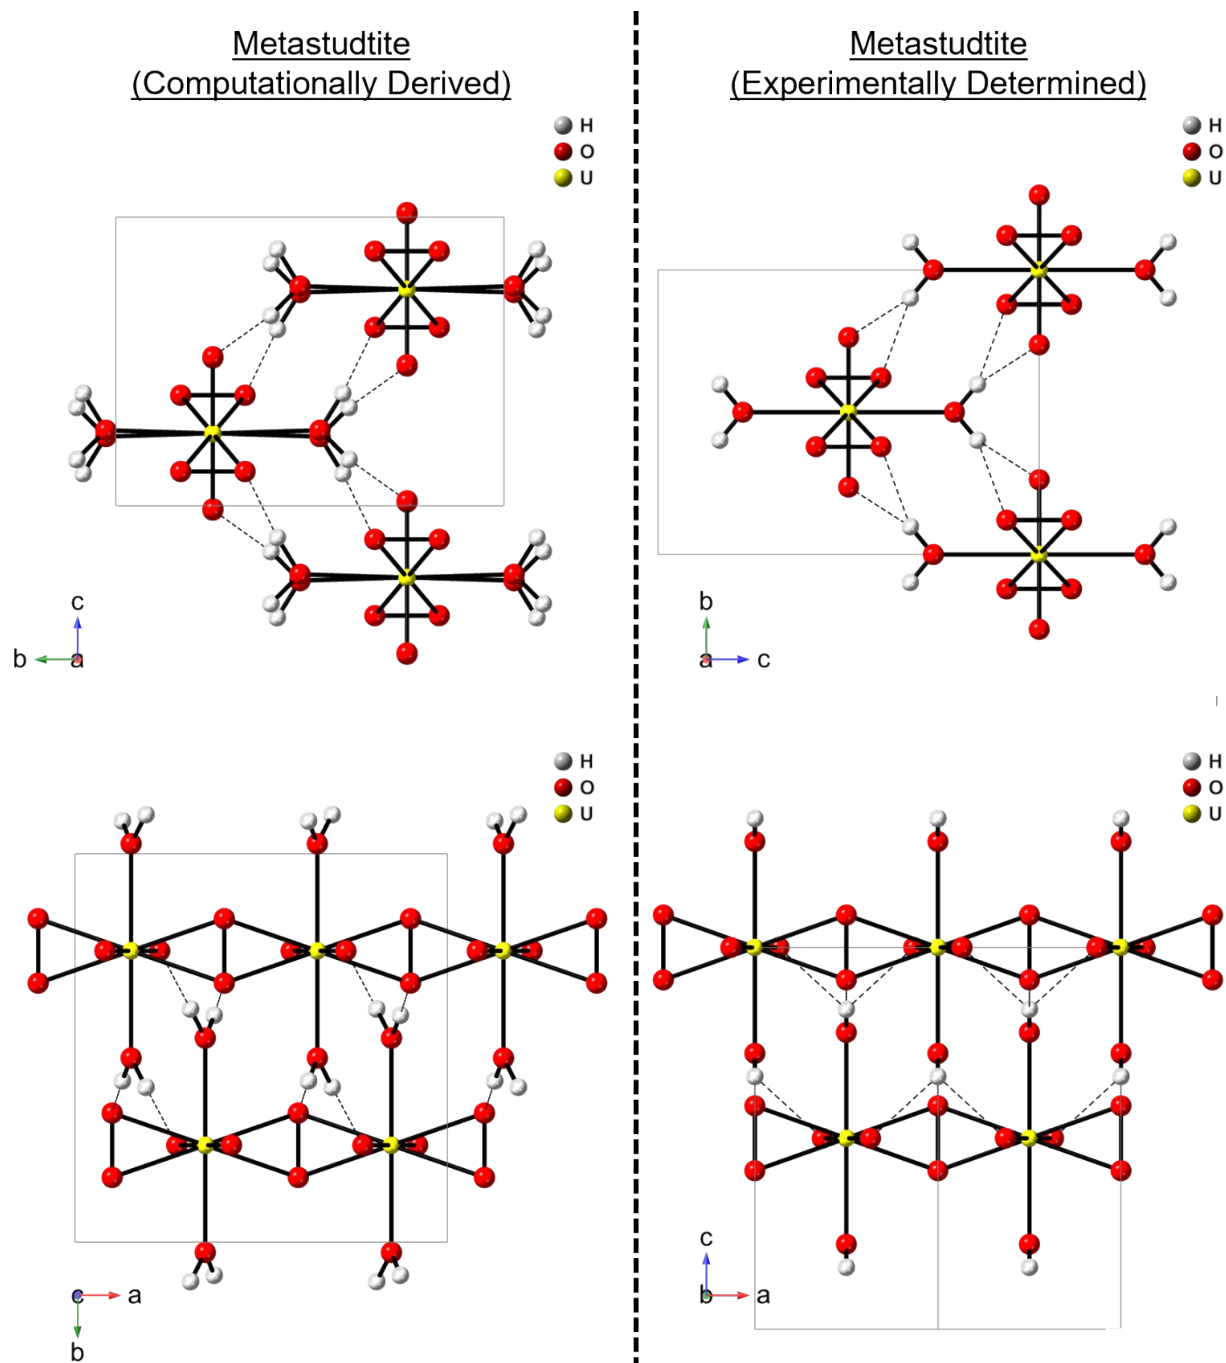 Metastudtite
(Computationally Derived)
H
O
U
c
b
a
H
O
U
c
a
b
Metastudtite
(Experimentally Determined)
H
O
U
b
a
c
H
O
U
c
b
a